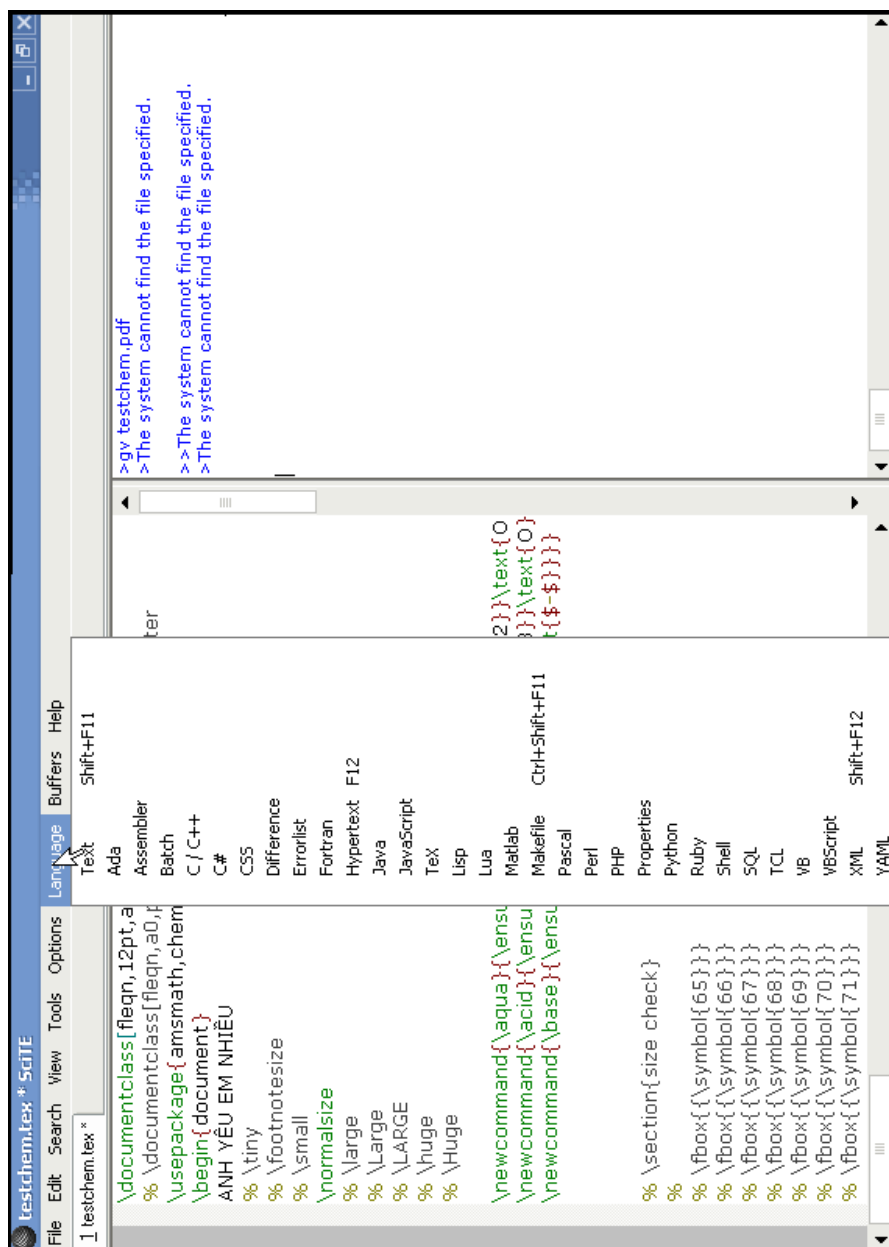 testchem.tex * SciTE
File Edit Search View Tools Options Language Buffers Help
1 testchem.tex *
\documentclass[fleqn,12pt,a
% \documentclass[fleqn,a0,p
\usepackage{amsmath,chem
\begin{document}
ANH YÊU EM NHIỀU
% \tiny
% \footnotesize
% \small
\normalsize
% \large
% \Large
% \LARGE
% \huge
% \Huge
\newcommand{\aqua}{\ensu
\newcommand{\acid}{\ensu
\newcommand{\base}{\ensu
% \section{size check}
%
% \fbox{{\symbol{65}}}
% \fbox{{\symbol{66}}}
% \fbox{{\symbol{67}}}
% \fbox{{\symbol{68}}}
% \fbox{{\symbol{69}}}
% \fbox{{\symbol{70}}}
% \fbox{{\symbol{71}}}
Text Shift+F11
Ada
Assembler
Batch
C / C++
C#
CSS
Difference
Errorlist
Fortran
Hypertext F12
Java
JavaScript
TeX
Lisp
Lua
Matlab
Makefile Ctrl+Shift+F11
Pascal
Perl
PHP
Properties
Python
Ruby
Shell
SQL
TCL
VB
VBScript
XML Shift+F12
YAML
ter
2}}\text{O
3}}\text{O}
t{$-$}}}}
>gv testchem.pdf
>The system cannot find the file specified.
>>The system cannot find the file specified.
>The system cannot find the file specified.